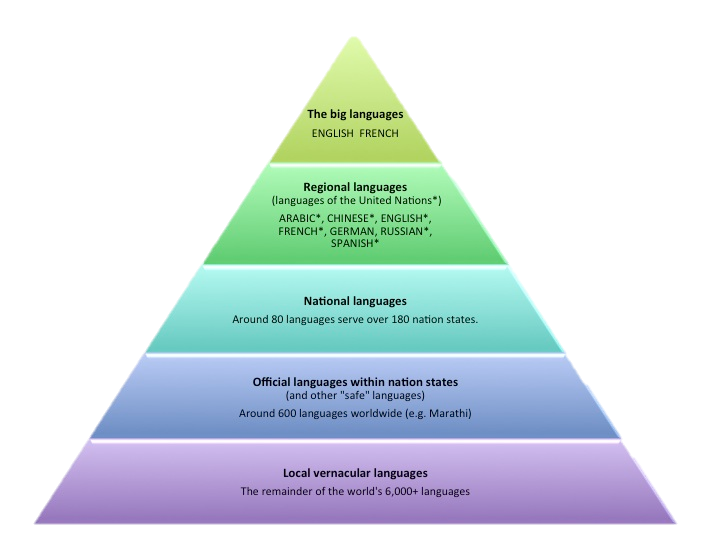 The big languages
ENGLISH  FRENCH
Regional languages
(languages of the United Nations*)
ARABIC*, CHINESE*, ENGLISH*,
FRENCH*, GERMAN, RUSSIAN*,
SPANISH*
National languages
Around 80 languages serve over 180 nation states.
Official languages within nation states
(and other "safe" languages)
Around 600 languages worldwide (e.g. Marathi)
Local vernacular languages
The remainder of the world's 6,000+ languages